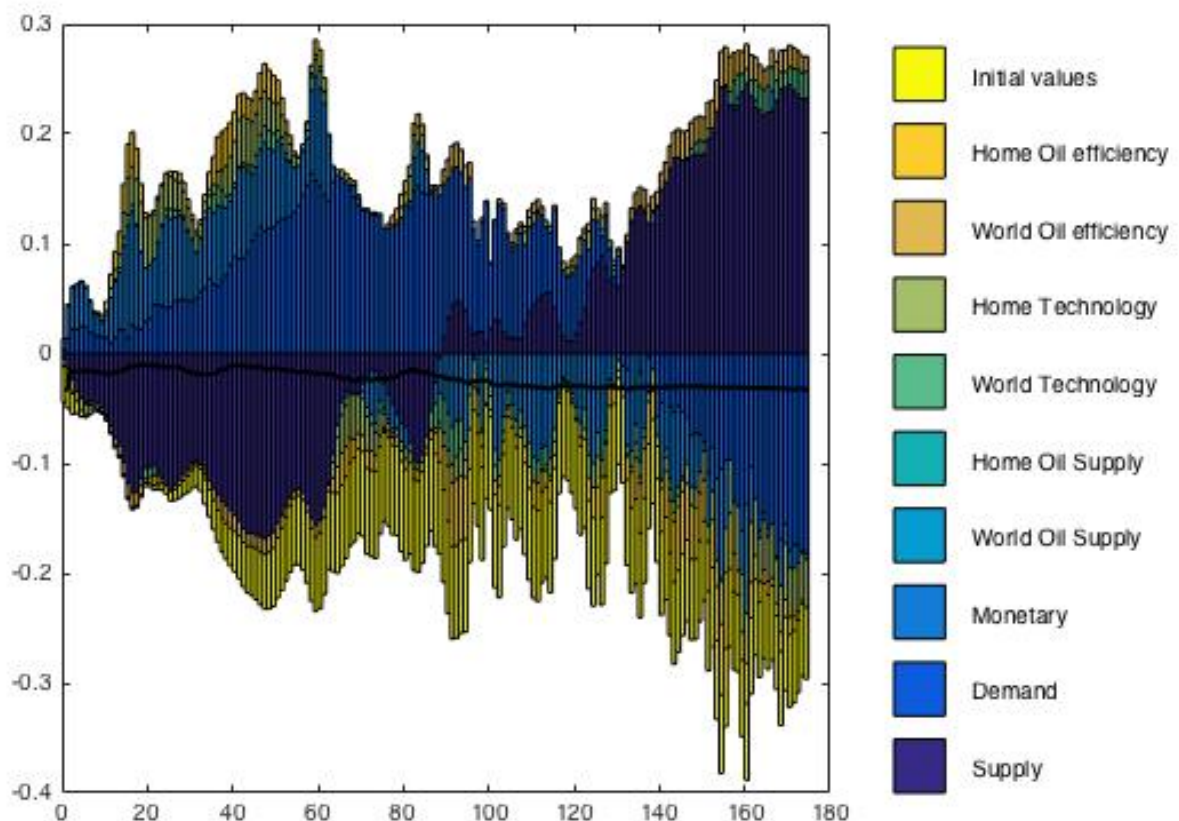 0.3
0.2
0.1
0
-0.1
-0.2
-0.3
-0.4
0 20 40 60 80 100 120 140 160 180
Initial values
Home Oil efficiency
World Oil efficiency
Home Technology
World Technology
Home Oil Supply
World Oil Supply
Monetary
Demand
Supply